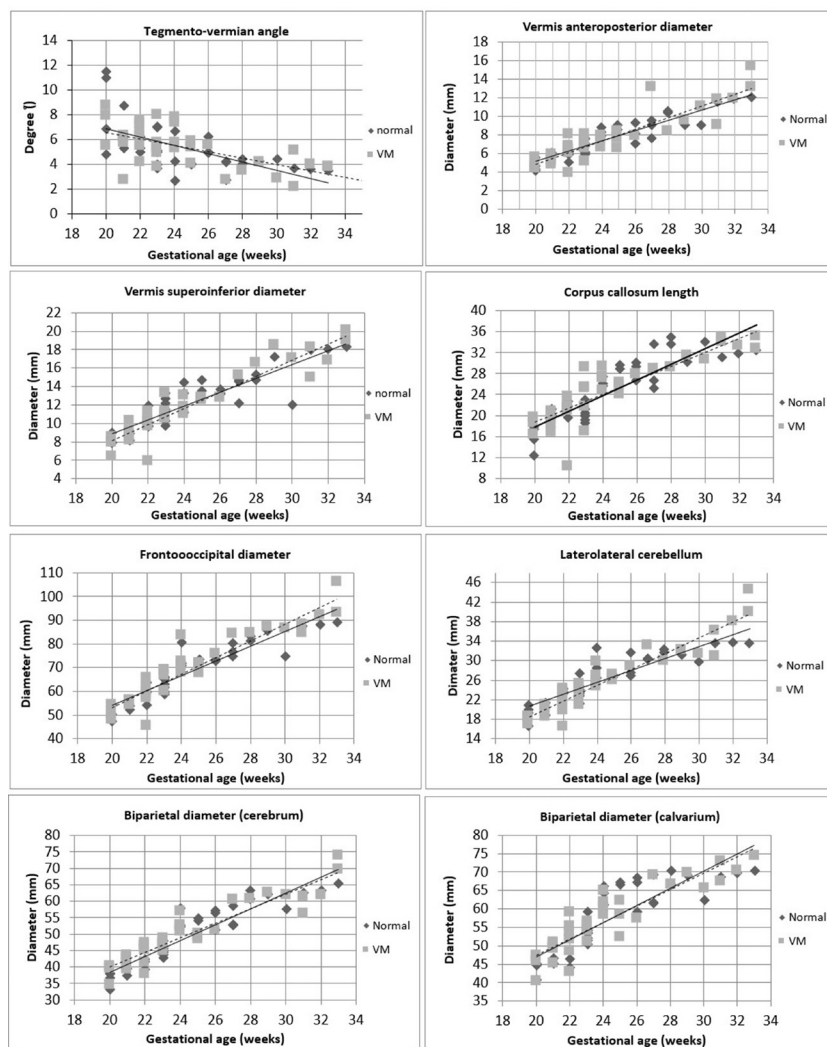 Tegmento-vermian angle
Degree
14
12
10
8
6
4
2
0
18 20 22 24 26 28 30 32 34
Gestational age (weeks)
normal
VM
Vermis anteroposterior diameter
Diameter (mm)
18
16
14
12
10
8
6
4
2
0
18 20 22 24 26 28 30 32 34
Gestational age (weeks)
Normal
VM
Vermis superoinferior diameter
Diameter (mm)
22
20
18
16
14
12
10
8
6
4
18 20 22 24 26 28 30 32 34
Gestational age (weeks)
normal
VM
Corpus callosum length
Diameter (mm)
40
36
32
28
24
20
16
12
8
18 20 22 24 26 28 30 32 34
Gestational age (weeks)
Normal
VM
Frontoooccipital diameter
Diameter (mm)
110
100
90
80
70
60
50
40
18 20 22 24 26 28 30 32 34
Gestational age (weeks)
Normal
VM
Laterolateral cerebellum
Dimater (mm)
46
42
38
34
30
26
22
18
14
18 20 22 24 26 28 30 32 34
Gestational age (weeks)
Normal
VM
Biparietal diameter (cerebrum)
Diameter (mm)
80
75
70
65
60
55
50
45
40
35
30
18 20 22 24 26 28 30 32 34
Gestational age (weeks)
Normal
VM
Biparietal diameter (calvarium)
Diameter (mm)
80
75
70
65
60
55
50
45
40
35
18 20 22 24 26 28 30 32 34
Gestational age (weeks)
Normal
VM